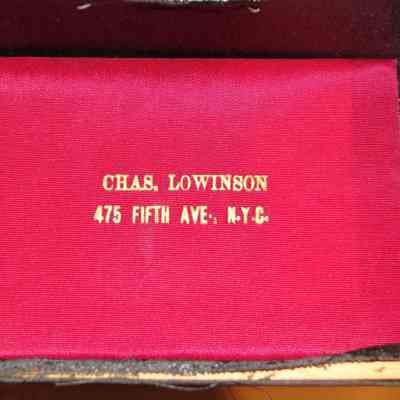 CHAS. LOWINSON
475 FIFTH AVE., N.Y.C.